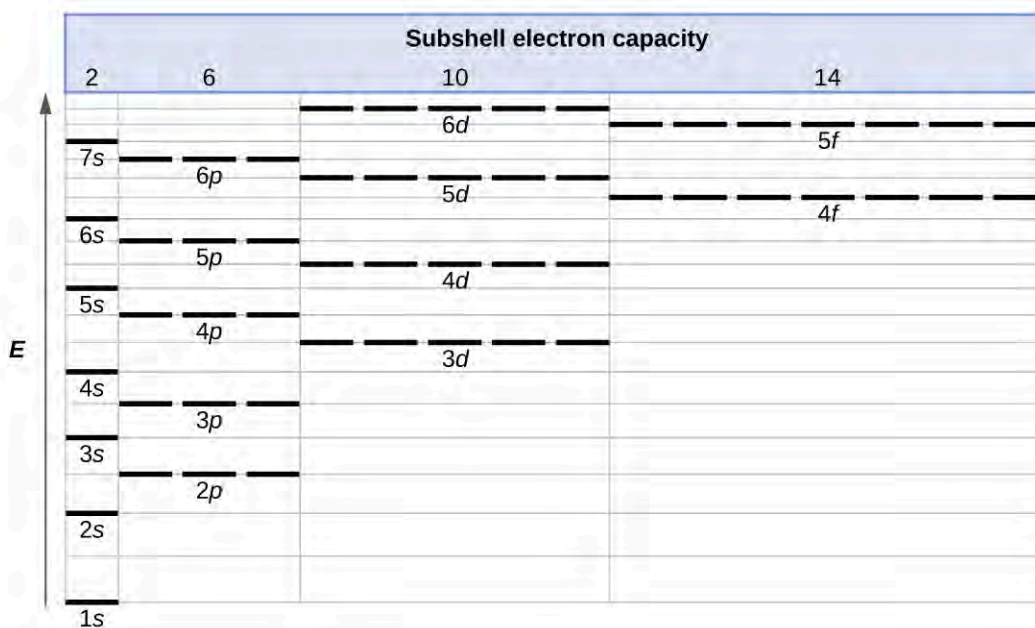 Subshell electron capacity
2 6 10 14
6d
5f
7s
6p
5d
4f
6s
5p
4d
5s
4p
E
3d
4s
3p
3s
2p
2s
1s